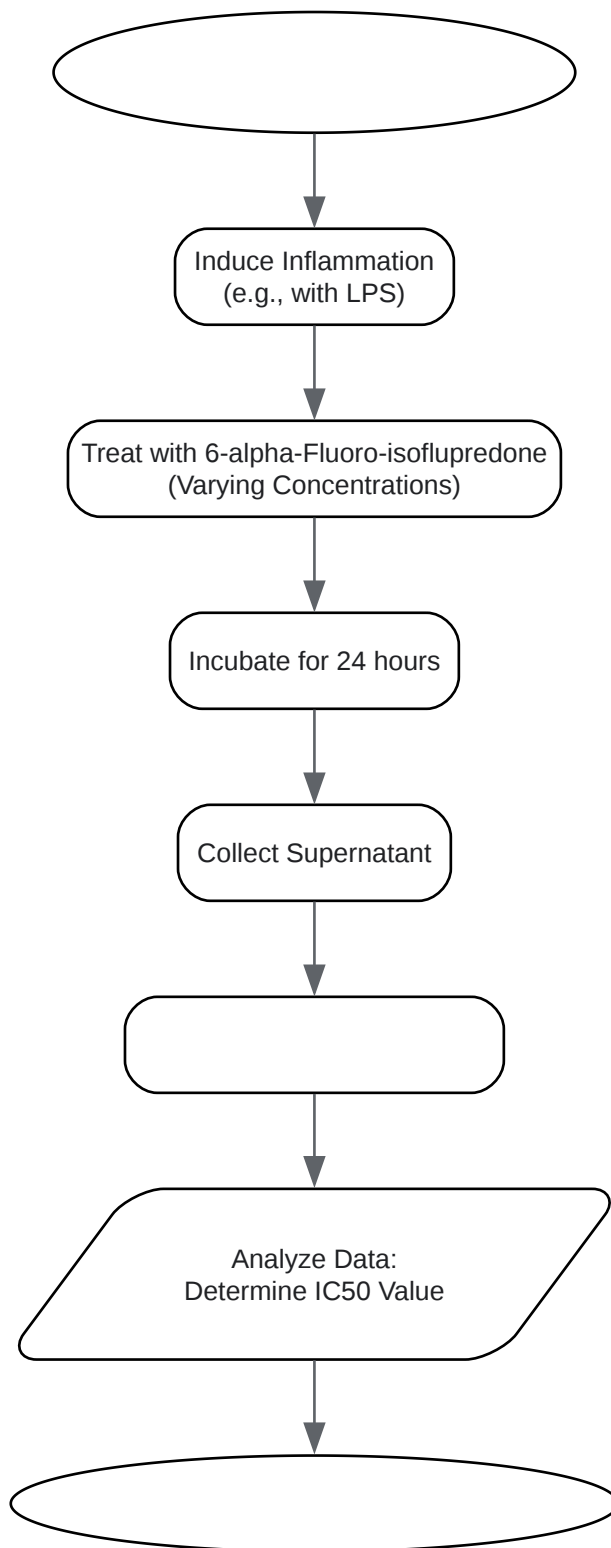 Induce Inflammation
(e.g., with LPS)
Treat with 6-alpha-Fluoro-isoflupredone
(Varying Concentrations)
Incubate for 24 hours
Collect Supernatant
Analyze Data:
Determine IC50 Value